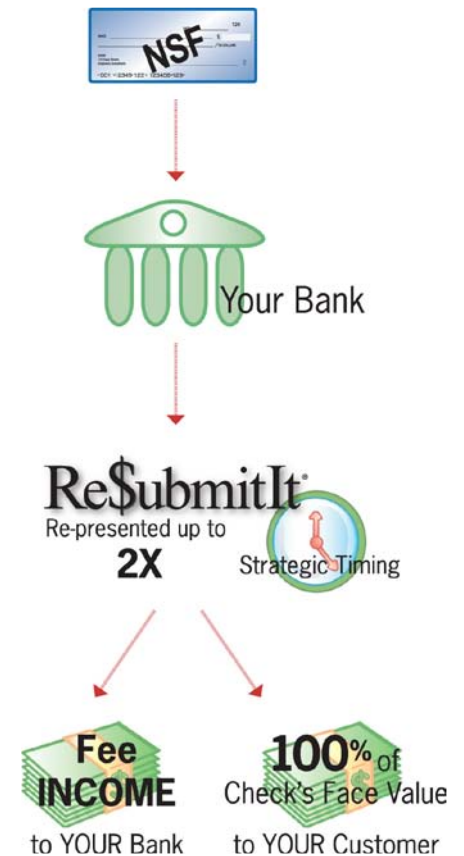 NSF
Your Bank
Re$ubmitIt®
Re-presented up to
2X
Strategic Timing
Fee
INCOME
to YOUR Bank
100% of
Check's Face Value
to YOUR Customer